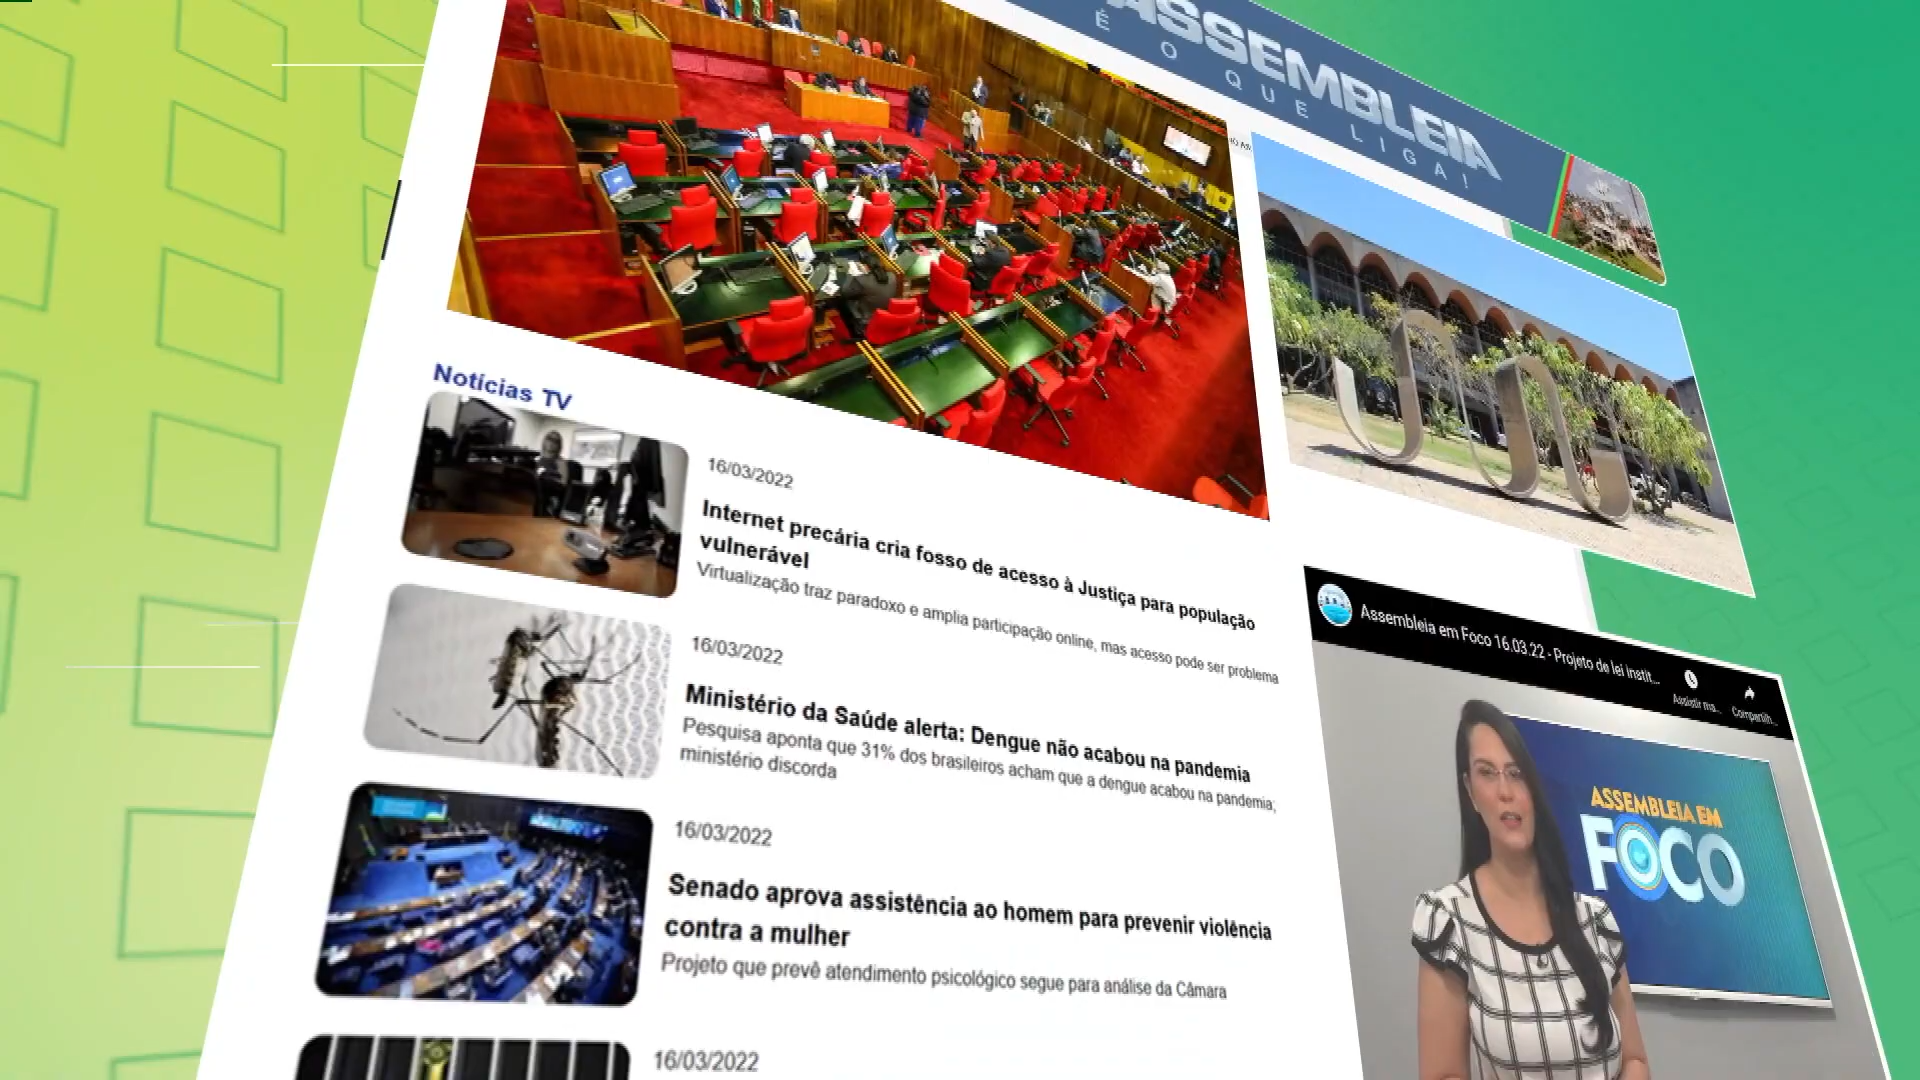 ASSEMBLEIA
É O QUE LIGA!
Notícias TV
16/03/2022
Internet precária cria fosso de acesso à Justiça para população
vulnerável
Virtualização traz paradoxo e amplia participação online, mas acesso pode ser problema
16/03/2022
Ministério da Saúde alerta: Dengue não acabou na pandemia
Pesquisa aponta que 31% dos brasileiros acham que a dengue acabou na pandemia;
ministério discorda
16/03/2022
Senado aprova assistência ao homem para prevenir violência
contra a mulher
Projeto que prevê atendimento psicológico segue para análise da Câmara
16/03/2022
Assembleia em Foco 16.03.22 - Projeto de lei instit...
Assistir ma...
Compartilh...
ASSEMBLEIA EM
FOCO